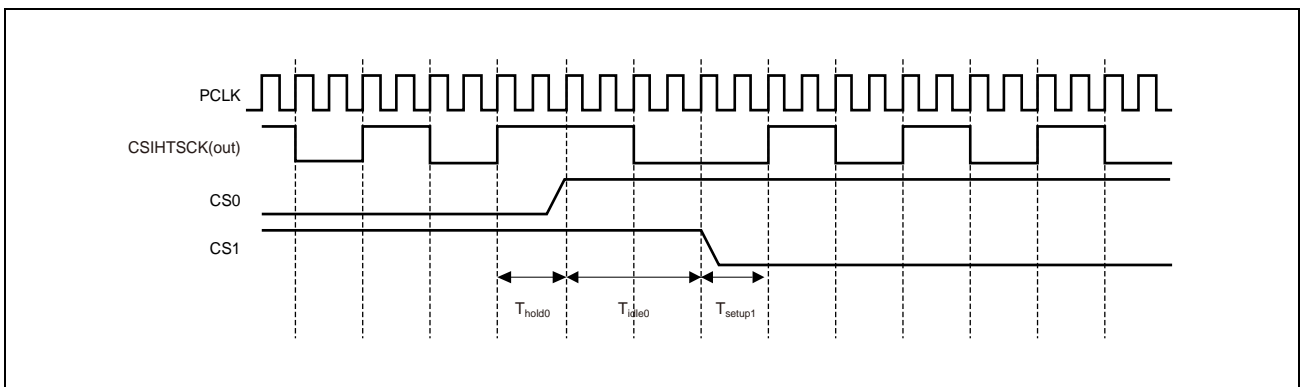 PCLK
CSIHTSCK(out)
CS0
CS1
Thold0 Tidle0 Tsetup1